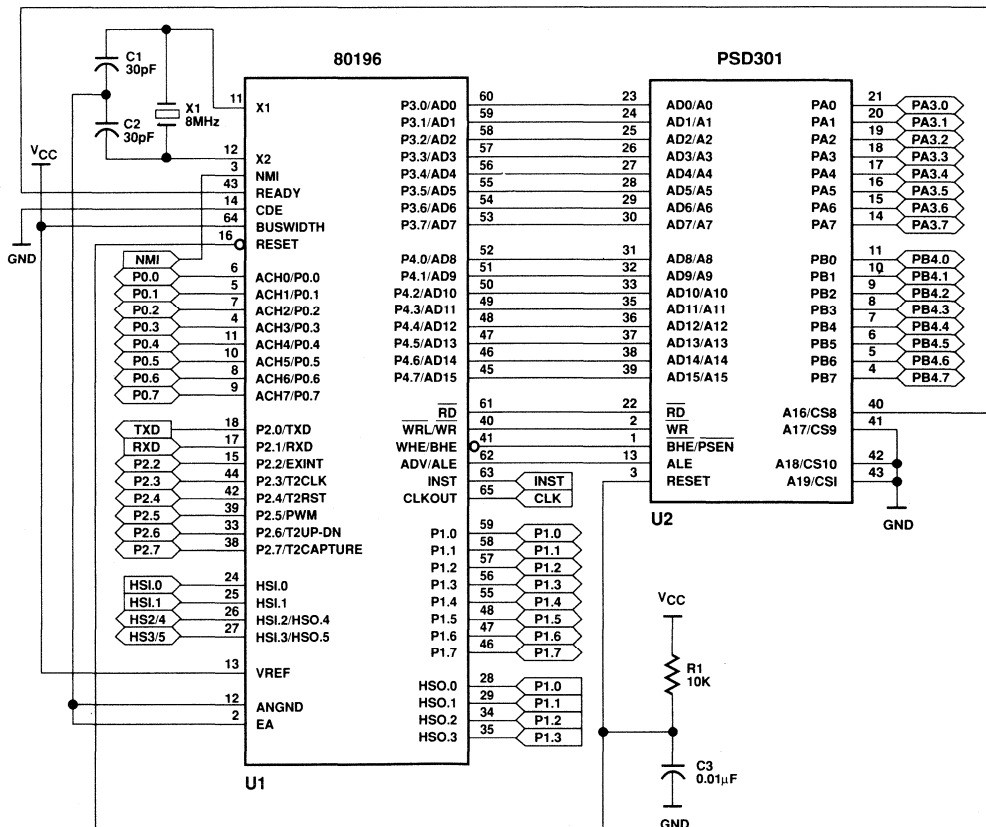 80196
PSD301
C1
30pF
C2
30pF
X1
8MHz
VCC
GND
11 X1
12 X2
3 NMI
43 READY
14 CDE
64 BUSWIDTH
16 RESET
NMI
P0.0 6 ACH0/P0.0
P0.1 5 ACH1/P0.1
P0.2 7 ACH2/P0.2
P0.3 4 ACH3/P0.3
P0.4 11 ACH4/P0.4
P0.5 10 ACH5/P0.5
P0.6 8 ACH6/P0.6
P0.7 9 ACH7/P0.7
TXD 18 P2.0/TXD
RXD 17 P2.1/RXD
P2.2 15 P2.2/EXINT
P2.3 44 P2.3/T2CLK
P2.4 42 P2.4/T2RST
P2.5 39 P2.5/PWM
P2.6 33 P2.6/T2UP-DN
P2.7 38 P2.7/T2CAPTURE
HSI.0 24 HSI.0
HSI.1 25 HSI.1
HS2/4 26 HSI.2/HSO.4
HS3/5 27 HSI.3/HSO.5
13 VREF
12 ANGND
2 EA
U1
P3.0/AD0 60 23 AD0/A0
P3.1/AD1 59 24 AD1/A1
P3.2/AD2 58 25 AD2/A2
P3.3/AD3 57 26 AD3/A3
P3.4/AD4 56 27 AD4/A4
P3.5/AD5 55 28 AD5/A5
P3.6/AD6 54 29 AD6/A6
P3.7/AD7 53 30 AD7/A7
P4.0/AD8 52 31 AD8/A8
P4.1/AD9 51 32 AD9/A9
P4.2/AD10 50 33 AD10/A10
P4.3/AD11 49 35 AD11/A11
P4.4/AD12 48 36 AD12/A12
P4.5/AD13 47 37 AD13/A13
P4.6/AD14 46 38 AD14/A14
P4.7/AD15 45 39 AD15/A15
RD 61 22 RD
WRL/WR 40 2 WR
WHE/BHE 41 1 BHE/PSEN
ADV/ALE 62 13 ALE
INST 63 INST
3 RESET
CLKOUT 65 CLK
P1.0 59 P1.0
P1.1 58 P1.1
P1.2 57 P1.2
P1.3 56 P1.3
P1.4 55 P1.4
P1.5 48 P1.5
P1.6 47 P1.6
P1.7 46 P1.7
HSO.0 28 P1.0
HSO.1 29 P1.1
HSO.2 34 P1.2
HSO.3 35 P1.3
PA0 21 PA3.0
PA1 20 PA3.1
PA2 19 PA3.2
PA3 18 PA3.3
PA4 17 PA3.4
PA5 16 PA3.5
PA6 15 PA3.6
PA7 14 PA3.7
PB0 11 PB4.0
PB1 10 PB4.1
PB2 9 PB4.2
PB3 8 PB4.3
PB4 7 PB4.4
PB5 6 PB4.5
PB6 5 PB4.6
PB7 4 PB4.7
A16/CS8 40
A17/CS9 41
A18/CS10 42
A19/CSI 43
U2
GND
VCC
R1
10K
C3
0.01µF
GND